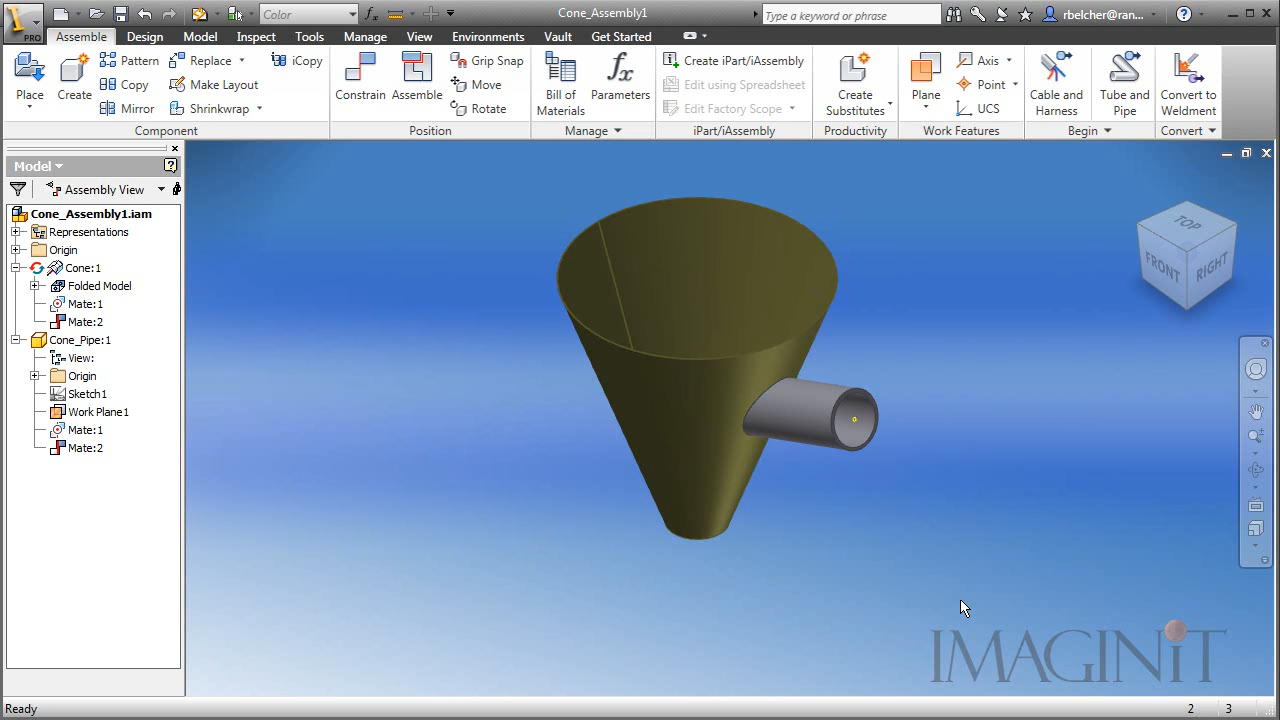 Color
Cone_Assembly1
Type a keyword or phrase
rbelcher@ran...
PRO
Assemble Design Model Inspect Tools Manage View Environments Vault Get Started
Place
Create
Pattern
Copy
Mirror
Replace
Make Layout
Shrinkwrap
iCopy
Component
Constrain
Assemble
Grip Snap
Move
Rotate
Position
Bill of
Materials
fx
Parameters
Manage
Create iPart/iAssembly
Edit using Spreadsheet
Edit Factory Scope
iPart/iAssembly
Create
Substitutes
Productivity
Plane
Axis
Point
UCS
Work Features
Cable and
Harness
Tube and
Pipe
Begin
Convert to
Weldment
Convert
Model
Assembly View
Cone_Assembly1.iam
Representations
Origin
Cone:1
Folded Model
Mate:1
Mate:2
Cone_Pipe:1
View:
Origin
Sketch1
Work Plane1
Mate:1
Mate:2
TOP
FRONT
RIGHT
IMAGINiT
Ready
2 3